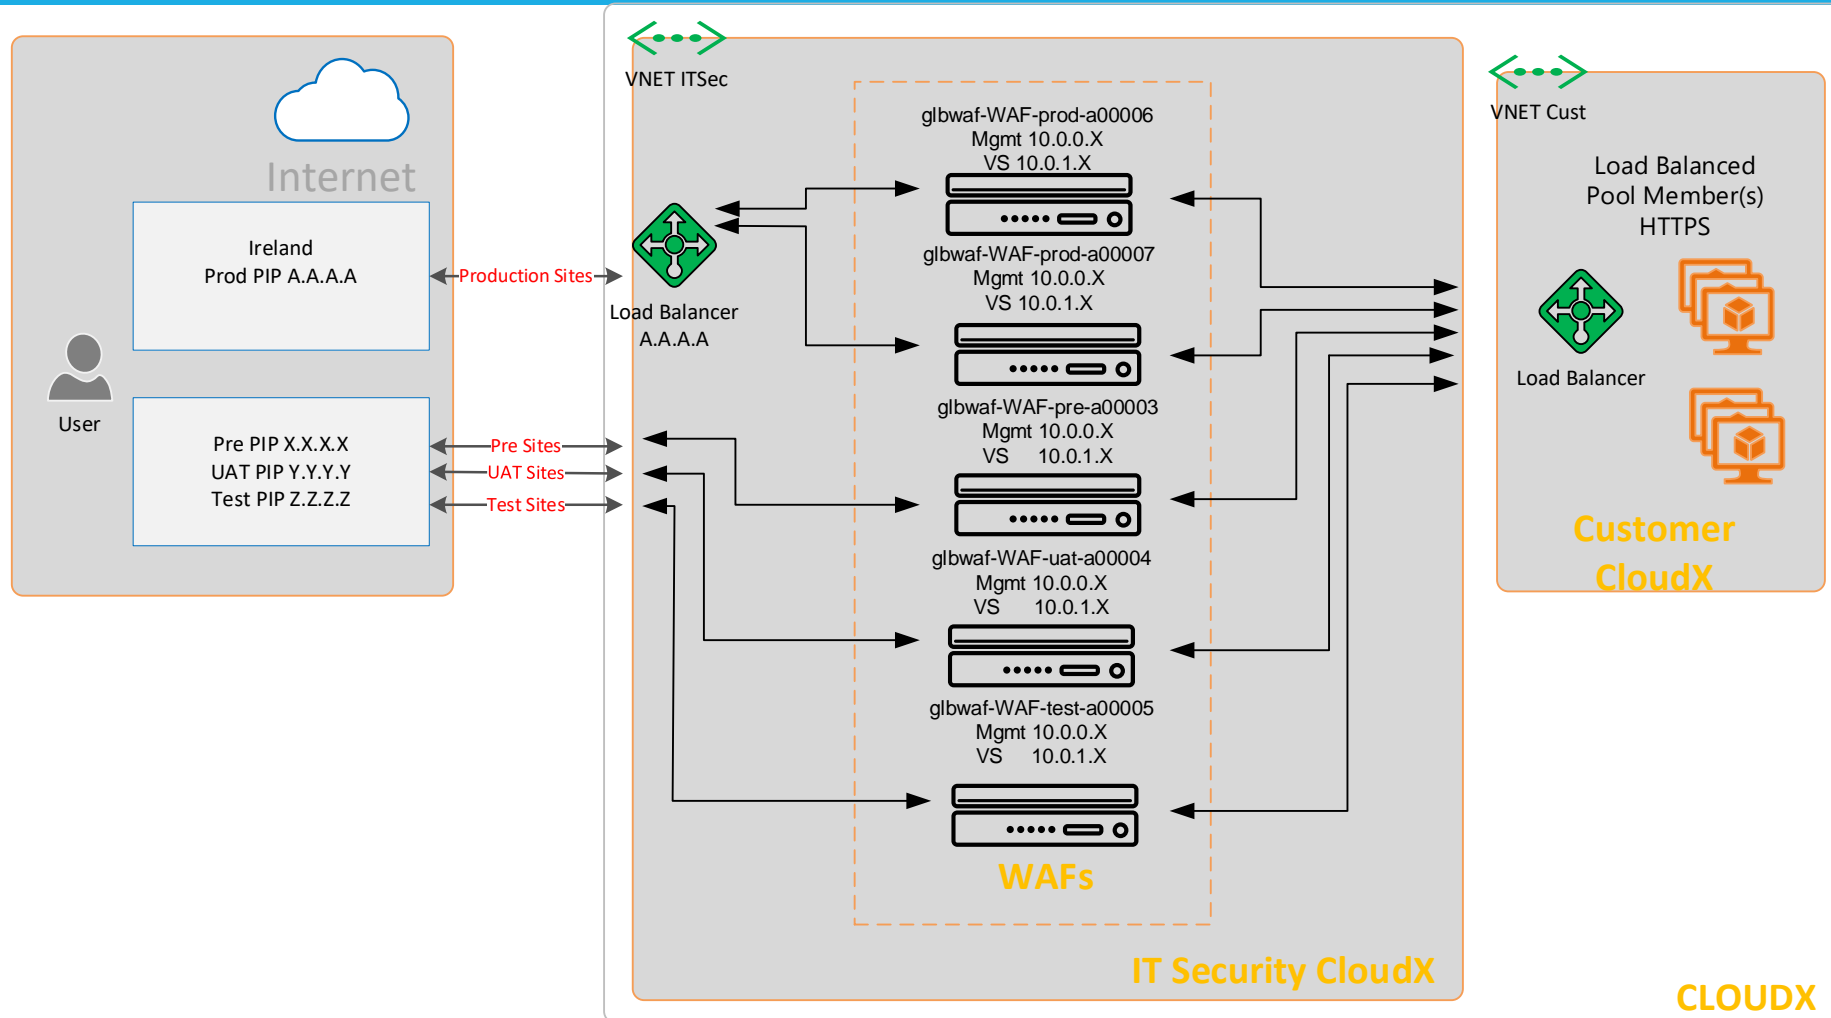 Internet
Ireland
Prod PIP A.A.A.A
User
Pre PIP X.X.X.X
UAT PIP Y.Y.Y.Y
Test PIP Z.Z.Z.Z
Production Sites
Pre Sites
UAT Sites
Test Sites
VNET ITSec
Load Balancer
A.A.A.A
glbwaf-WAF-prod-a00006
Mgmt 10.0.0.X
VS 10.0.1.X
glbwaf-WAF-prod-a00007
Mgmt 10.0.0.X
VS 10.0.1.X
glbwaf-WAF-pre-a00003
Mgmt 10.0.0.X
VS 10.0.1.X
glbwaf-WAF-uat-a00004
Mgmt 10.0.0.X
VS 10.0.1.X
glbwaf-WAF-test-a00005
Mgmt 10.0.0.X
VS 10.0.1.X
WAFs
IT Security CloudX
VNET Cust
Load Balanced
Pool Member(s)
HTTPS
Load Balancer
Customer
CloudX
CLOUDX